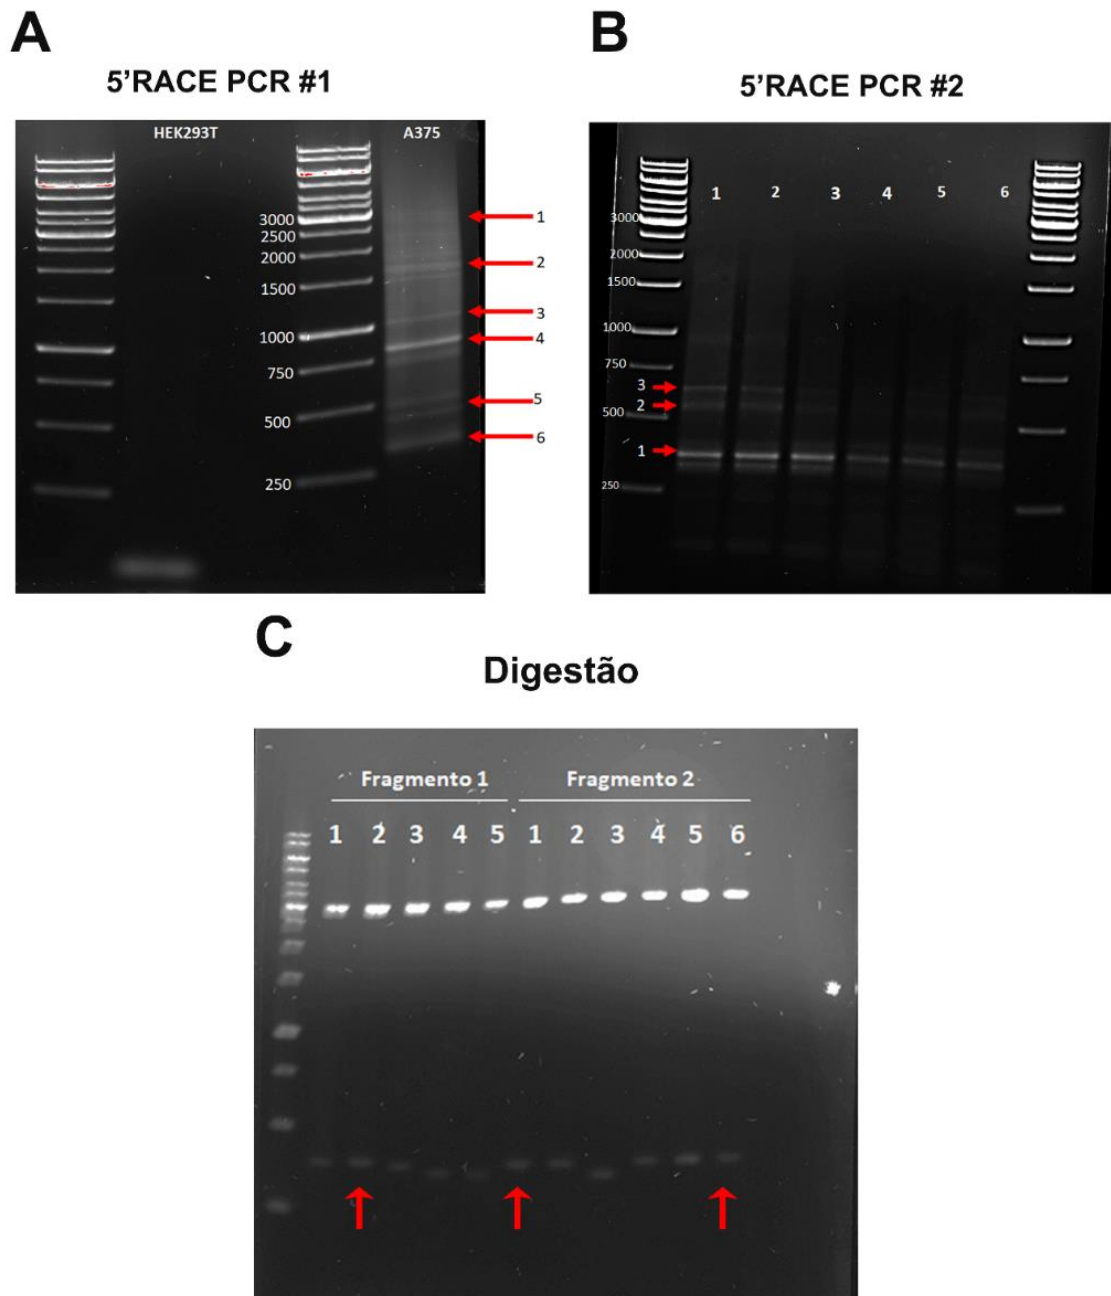 A
5'RACE PCR #1
HEK293T
A375
3000
2500
2000
1500
1000
750
500
250
1
2
3
4
5
6
B
5'RACE PCR #2
1 2 3 4 5 6
3000
2000
1500
1000
750
500
250
3
2
1
C
Digestão
Fragmento 1 Fragmento 2
1 2 3 4 5 1 2 3 4 5 6